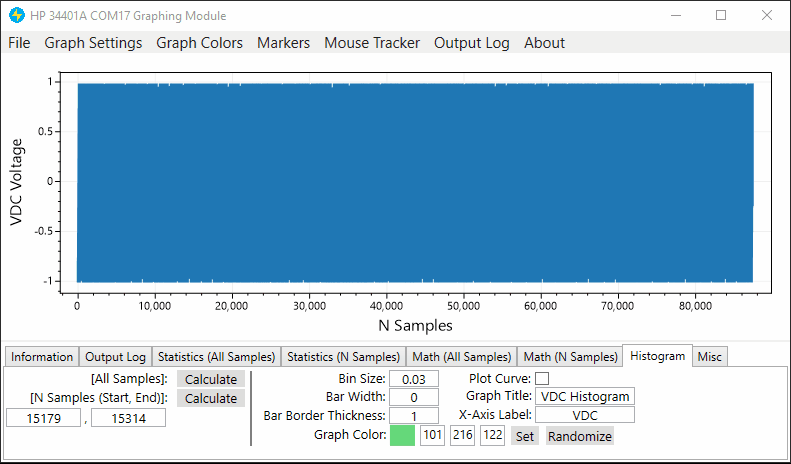 HP 34401A COM17 Graphing Module
File Graph Settings Graph Colors Markers Mouse Tracker Output Log About
VDC Voltage
1
0.5
0
-0.5
-1
0 10,000 20,000 30,000 40,000 50,000 60,000 70,000 80,000
N Samples
Information Output Log Statistics (All Samples) Statistics (N Samples) Math (All Samples) Math (N Samples) Histogram Misc
[All Samples]: Calculate Bin Size: 0.03 Plot Curve:
[N Samples (Start, End)]: Calculate Bar Width: 0 Graph Title: VDC Histogram
15179 , 15314 Bar Border Thickness: 1 X-Axis Label: VDC
Graph Color: 101 216 122 Set Randomize